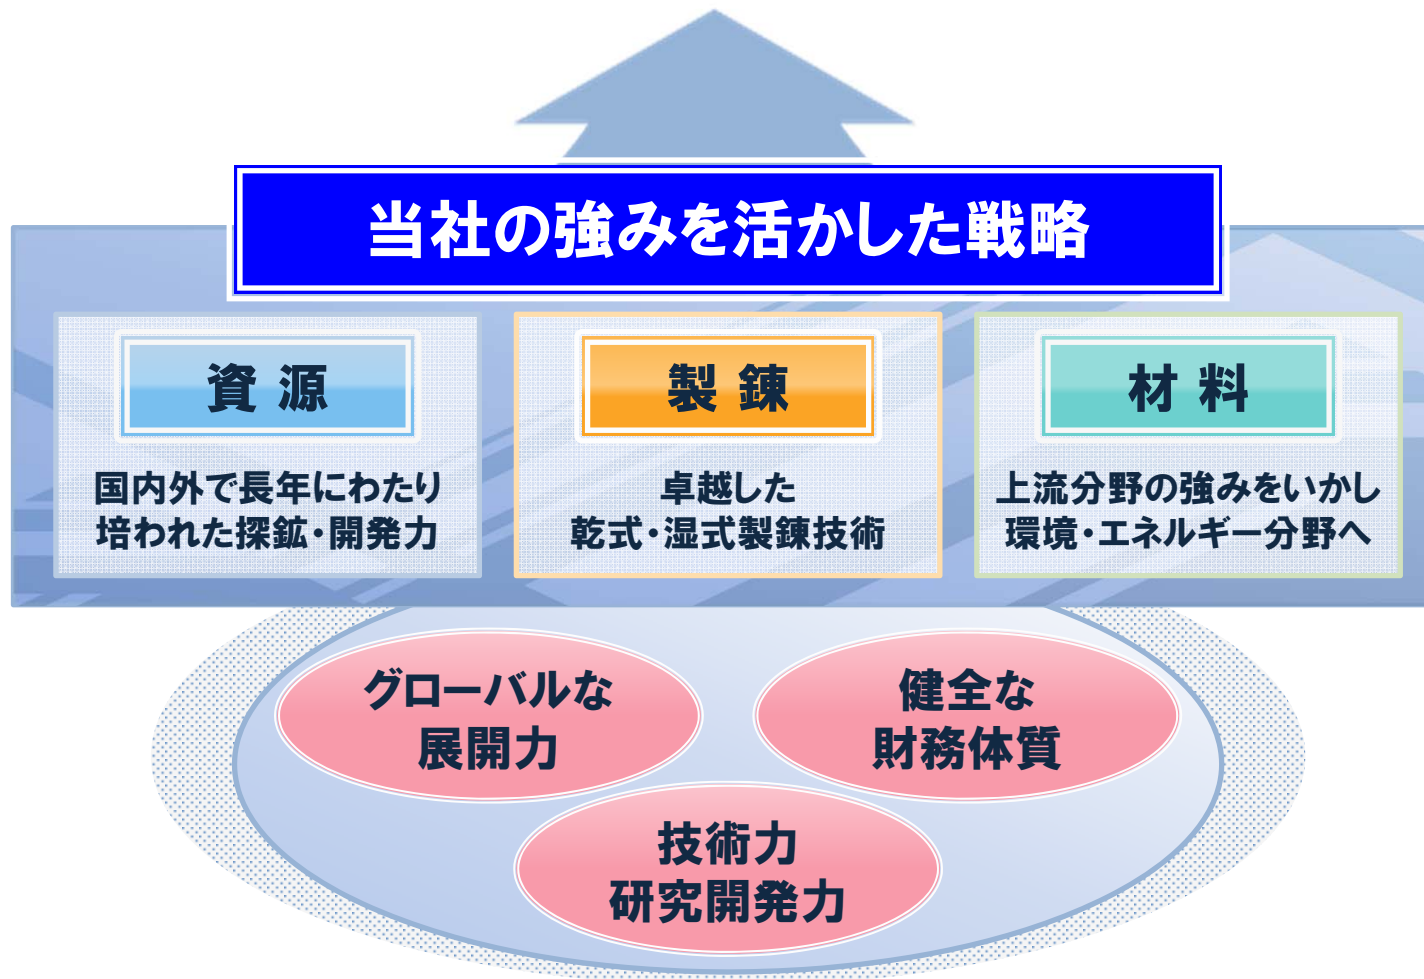 当社の強みを活かした戦略
資源
国内外で長年にわたり
培われた探鉱・開発力
製錬
卓越した
乾式・湿式製錬技術
材料
上流分野の強みをいかし
環境・エネルギー分野へ
グローバルな
展開力
健全な
財務体質
技術力
研究開発力